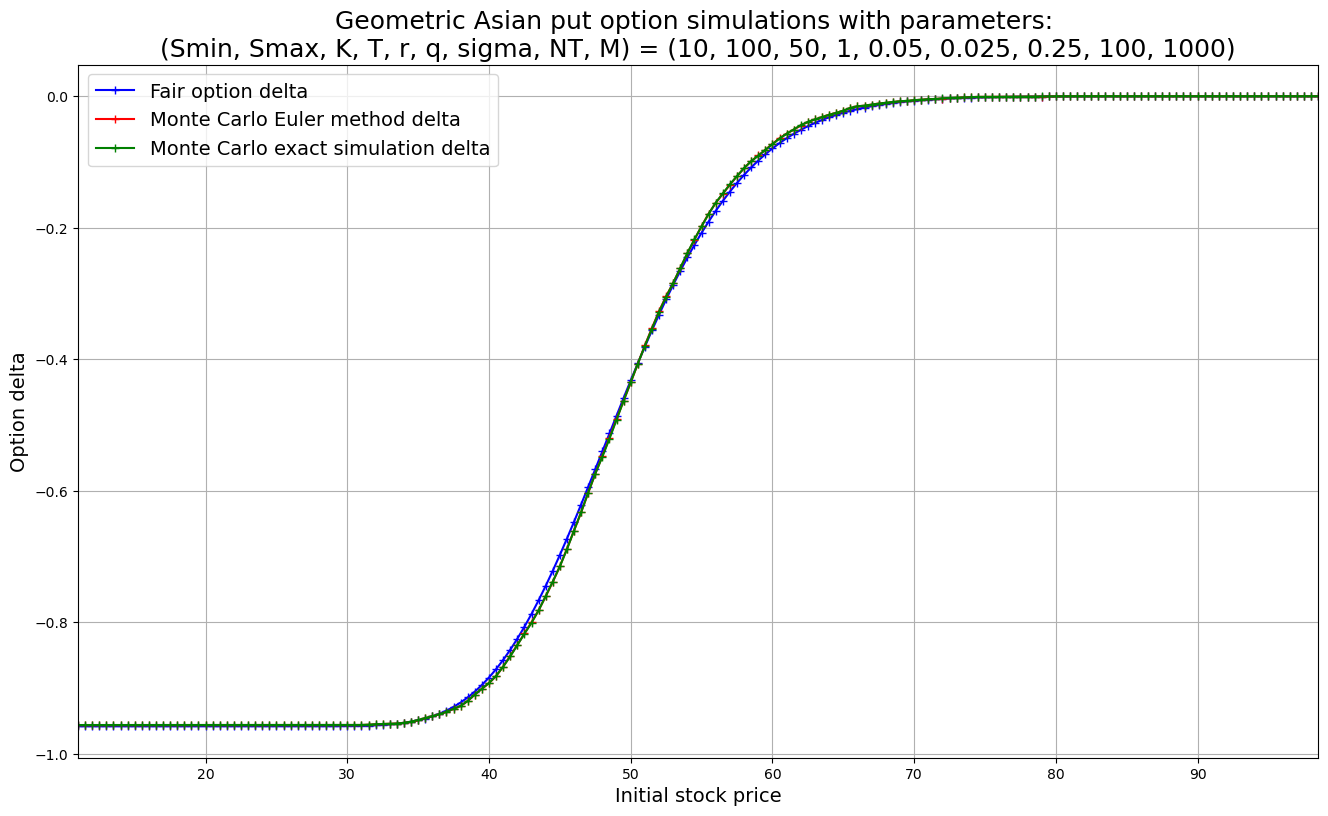 Geometric Asian put option simulations with parameters:
(Smin, Smax, K, T, r, q, sigma, NT, M) = (10, 100, 50, 1, 0.05, 0.025, 0.25, 100, 1000)
Fair option delta
Monte Carlo Euler method delta
Monte Carlo exact simulation delta
0.0
−0.2
−0.4
−0.6
−0.8
−1.0
Option delta
20 30 40 50 60 70 80 90
Initial stock price